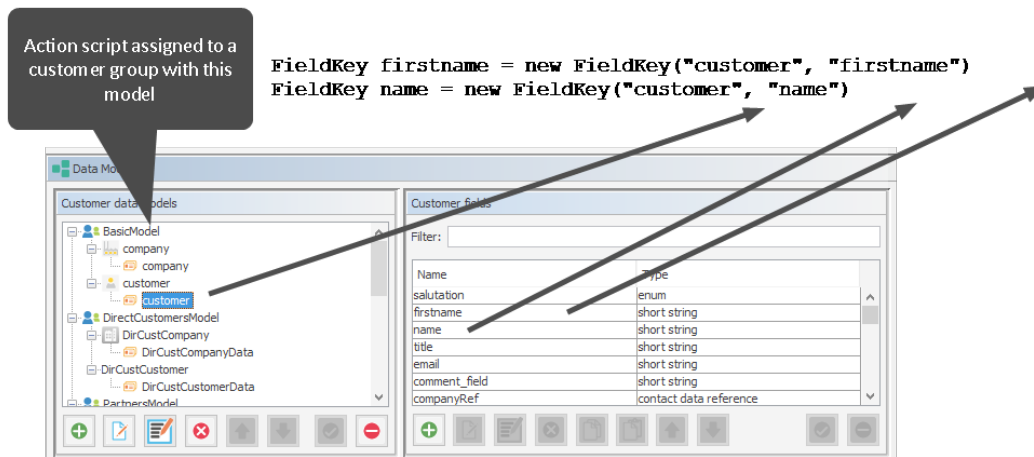 Action script assigned to a
customer group with this
model
FieldKey firstname = new FieldKey("customer", "firstname")
FieldKey name = new FieldKey("customer", "name")
Data Mo
Customer data models
BasicModel
company
company
customer
customer
DirectCustomersModel
DirCustCompany
DirCustCompanyData
DirCustCustomer
DirCustCustomerData
PartnersModel
Customer fields
Filter:
Name Type
salutation enum
firstname short string
name short string
title short string
email short string
comment_field short string
companyRef contact data reference